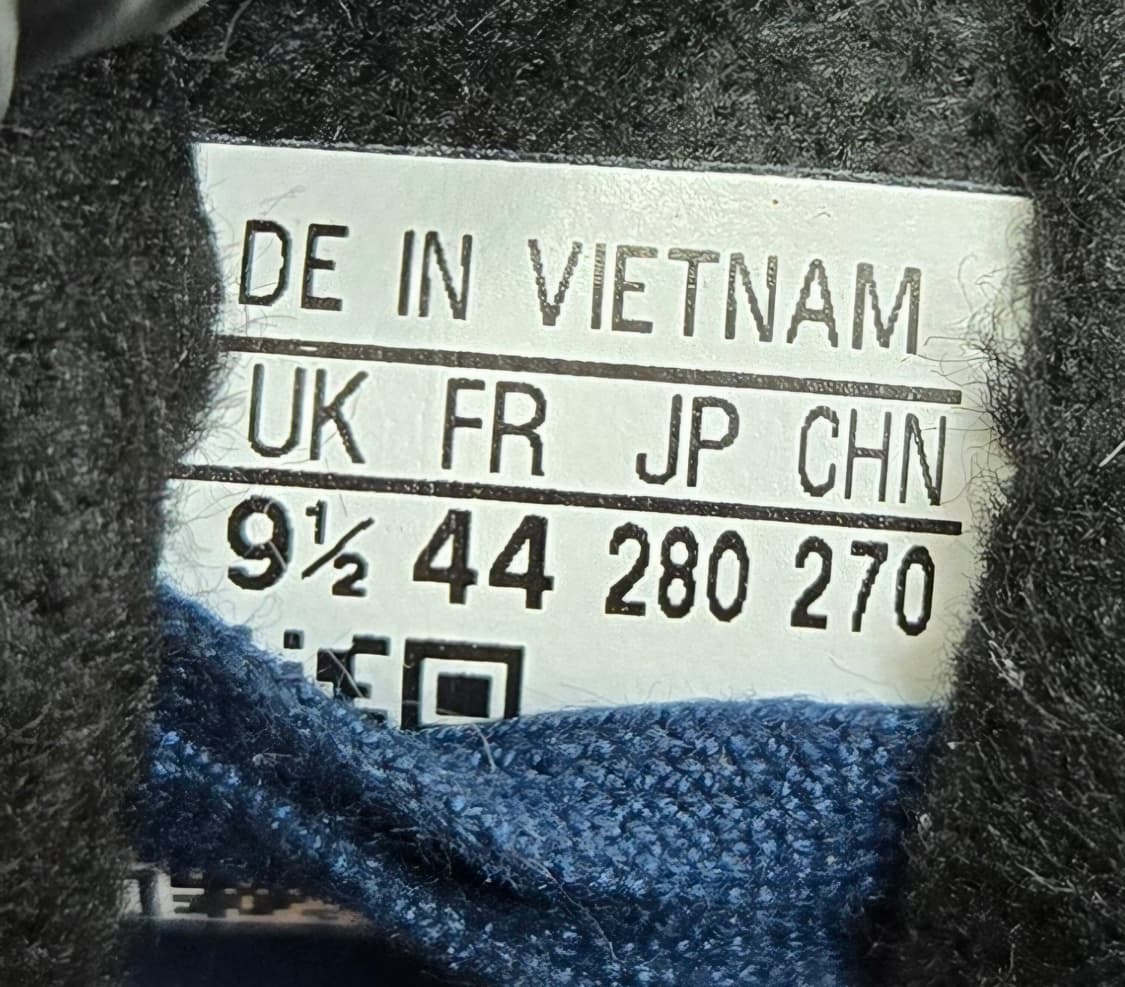 DE IN VIETNAM
UK FR JP CHN
9½ 44 280 270